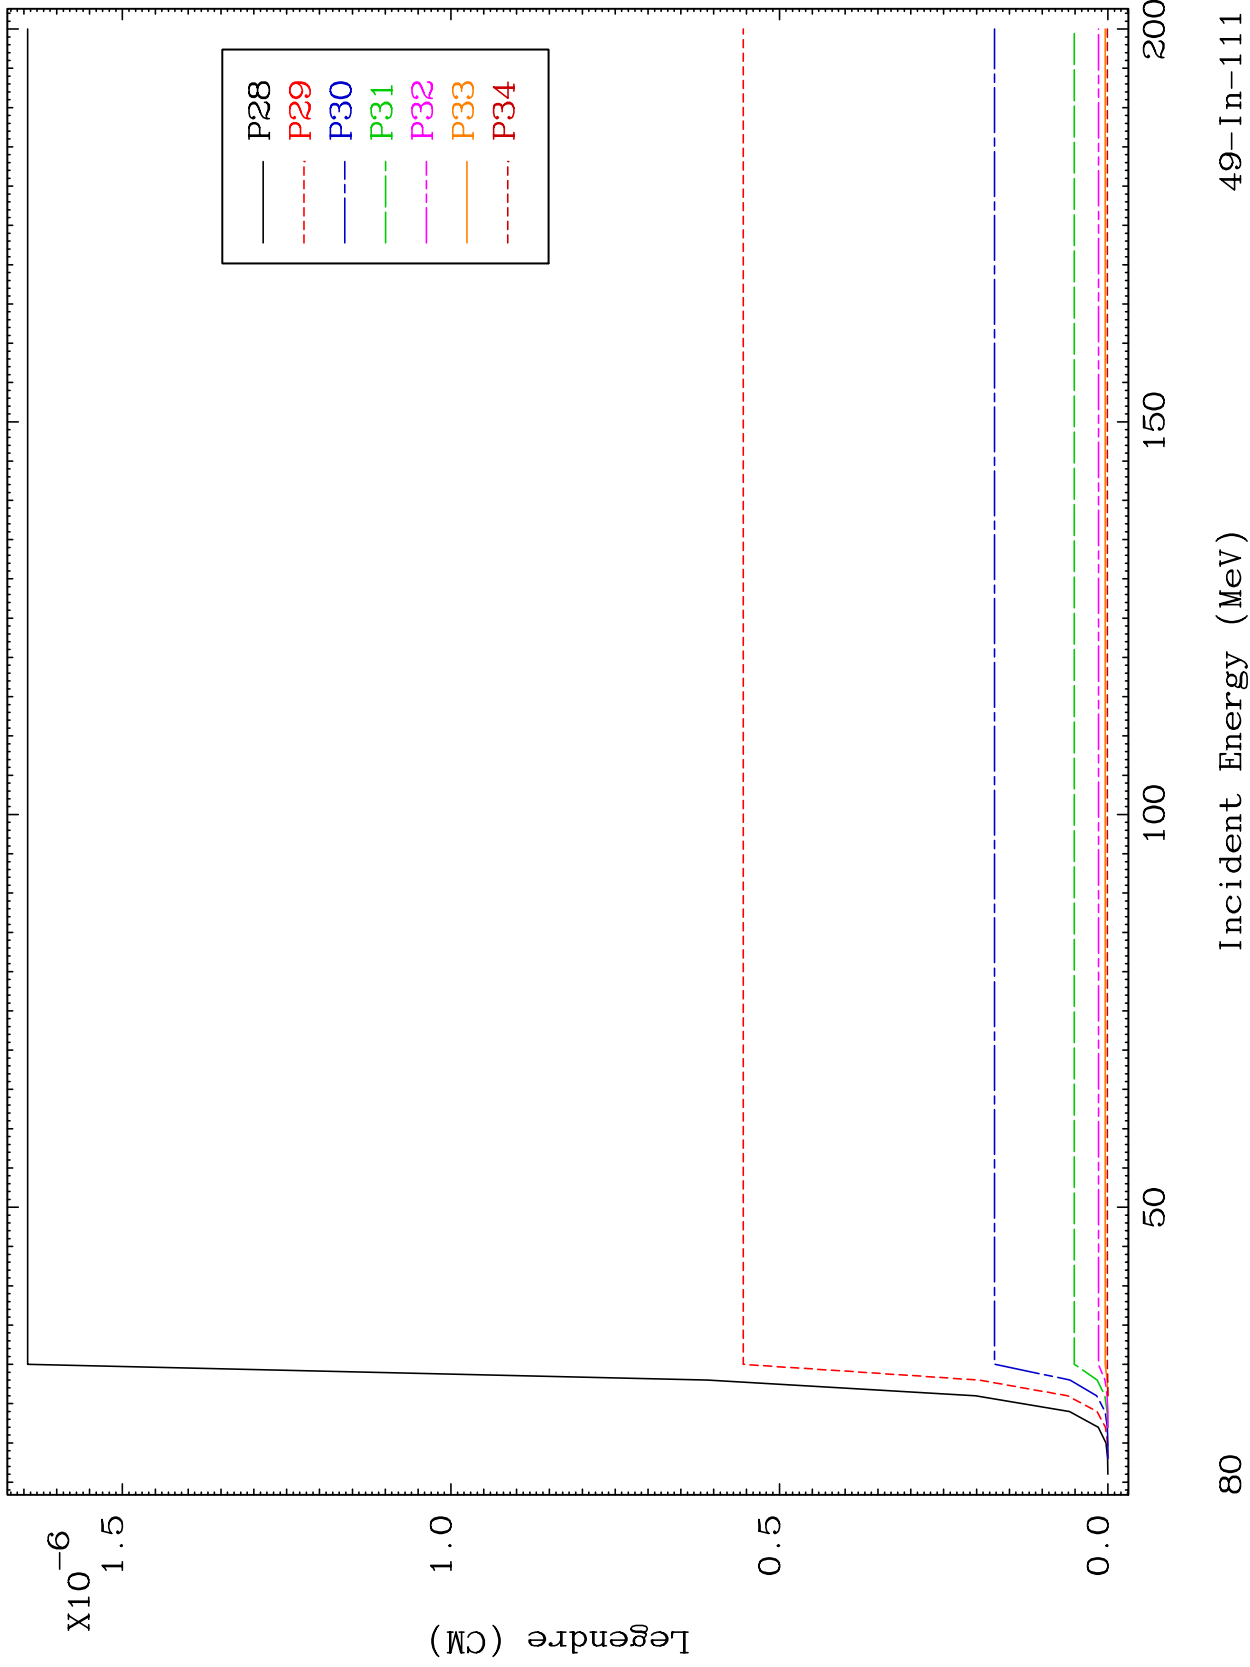 X10-6
1.5
1.0
0.5
0.0
Legendre (CM)
P28
P29
P30
P31
P32
P33
P34
50
100
150
200
80
Incident Energy (MeV)
49-In-111